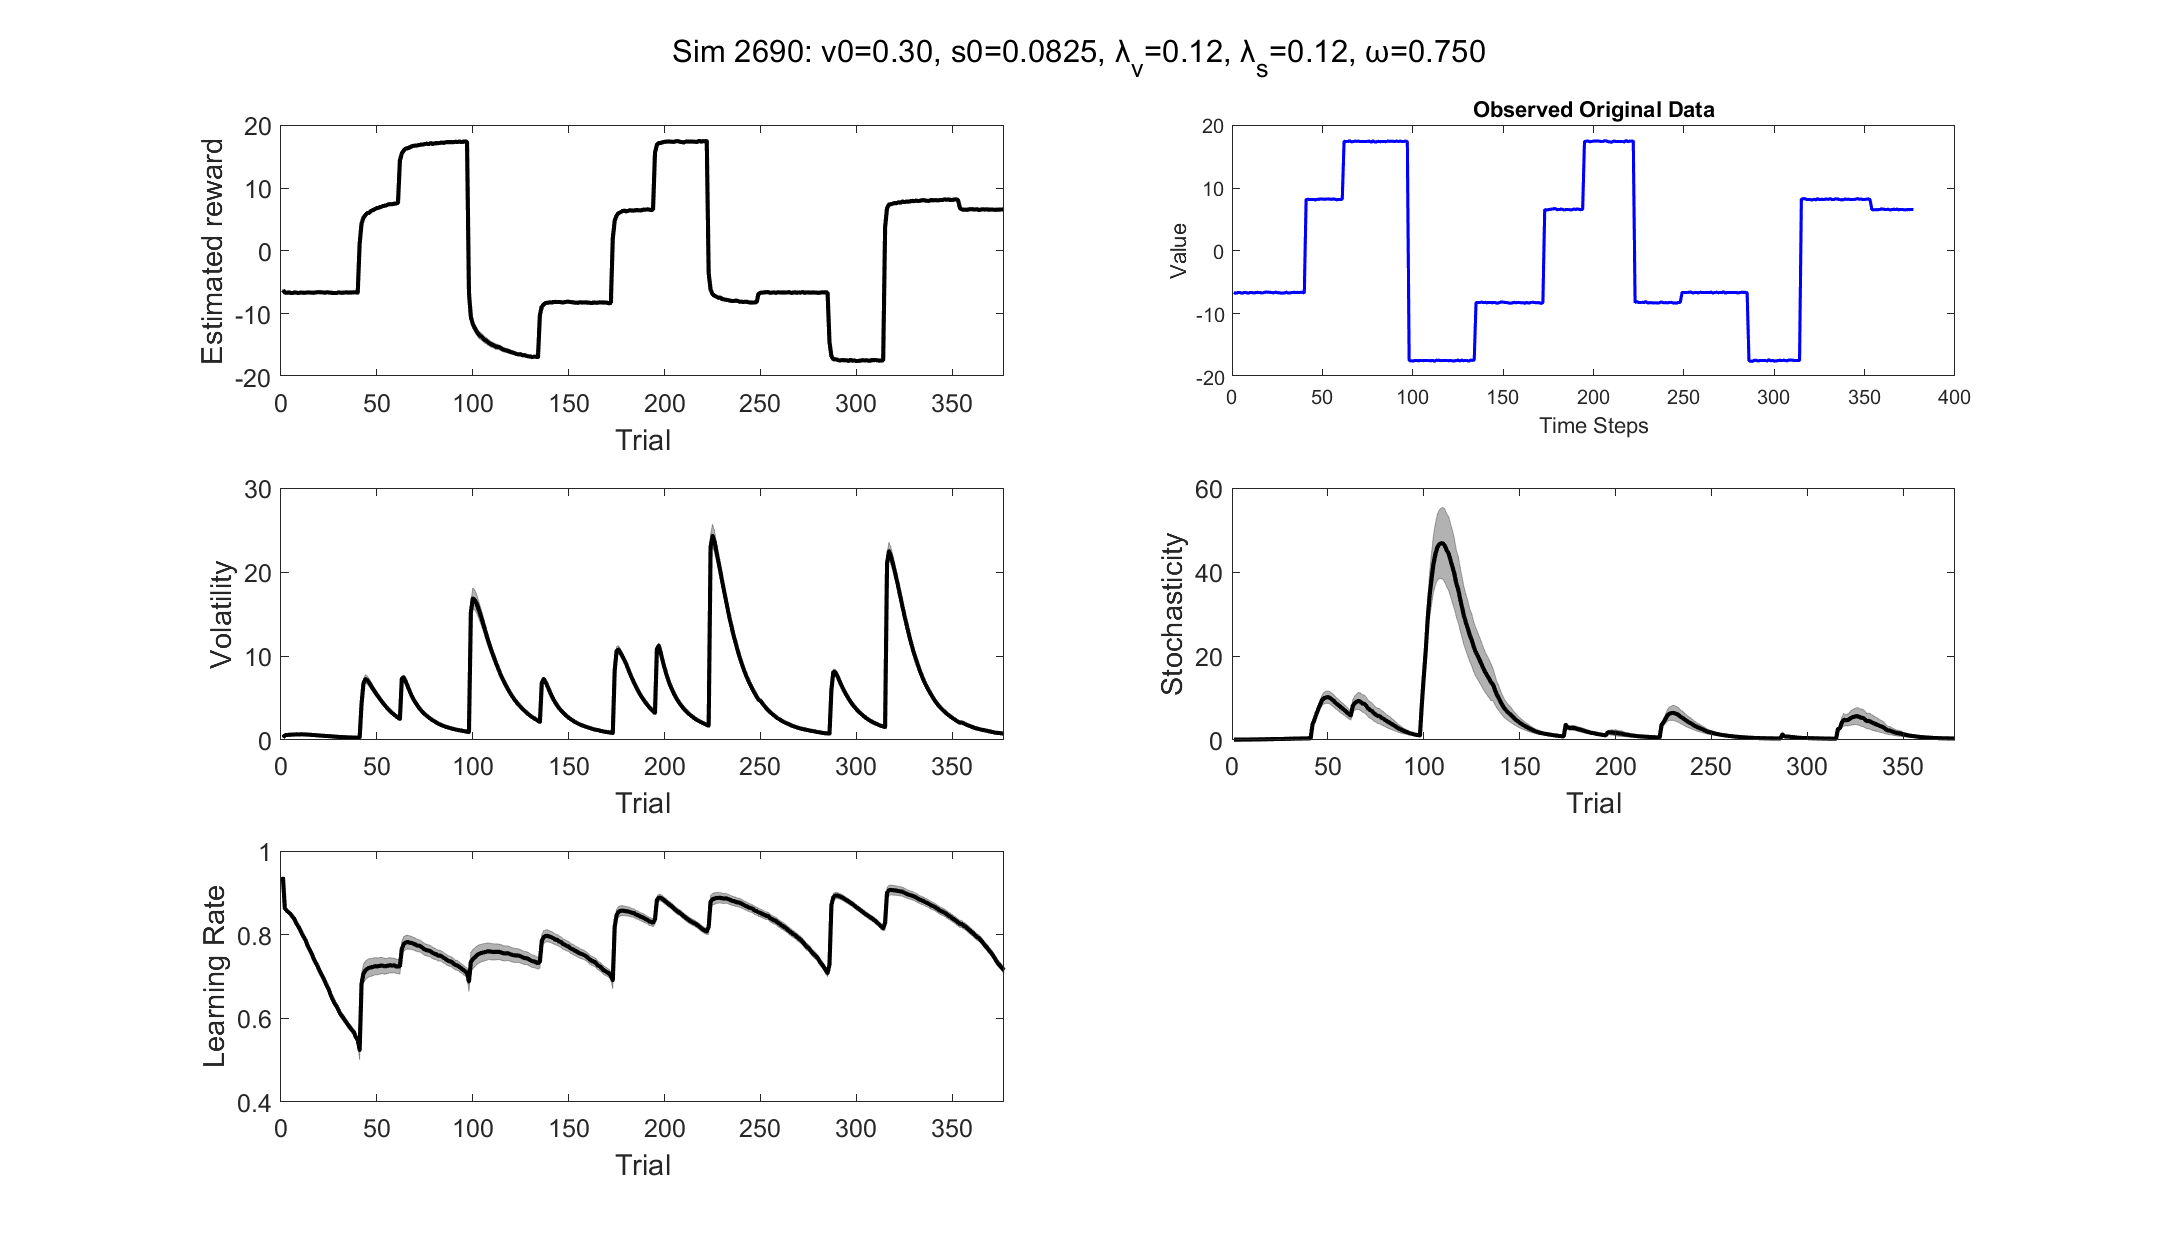 Sim 2690: v0=0.30, s0=0.0825, λ_v=0.12, λ_s=0.12, ω=0.750
Estimated reward
20
10
0
-10
-20
0 50 100 150 200 250 300 350
Trial
Observed Original Data
Value
20
10
0
-10
-20
0 50 100 150 200 250 300 350 400
Time Steps
Volatility
30
20
10
0
0 50 100 150 200 250 300 350
Trial
Stochasticity
60
40
20
0
0 50 100 150 200 250 300 350
Trial
Learning Rate
1
0.8
0.6
0.4
0 50 100 150 200 250 300 350
Trial